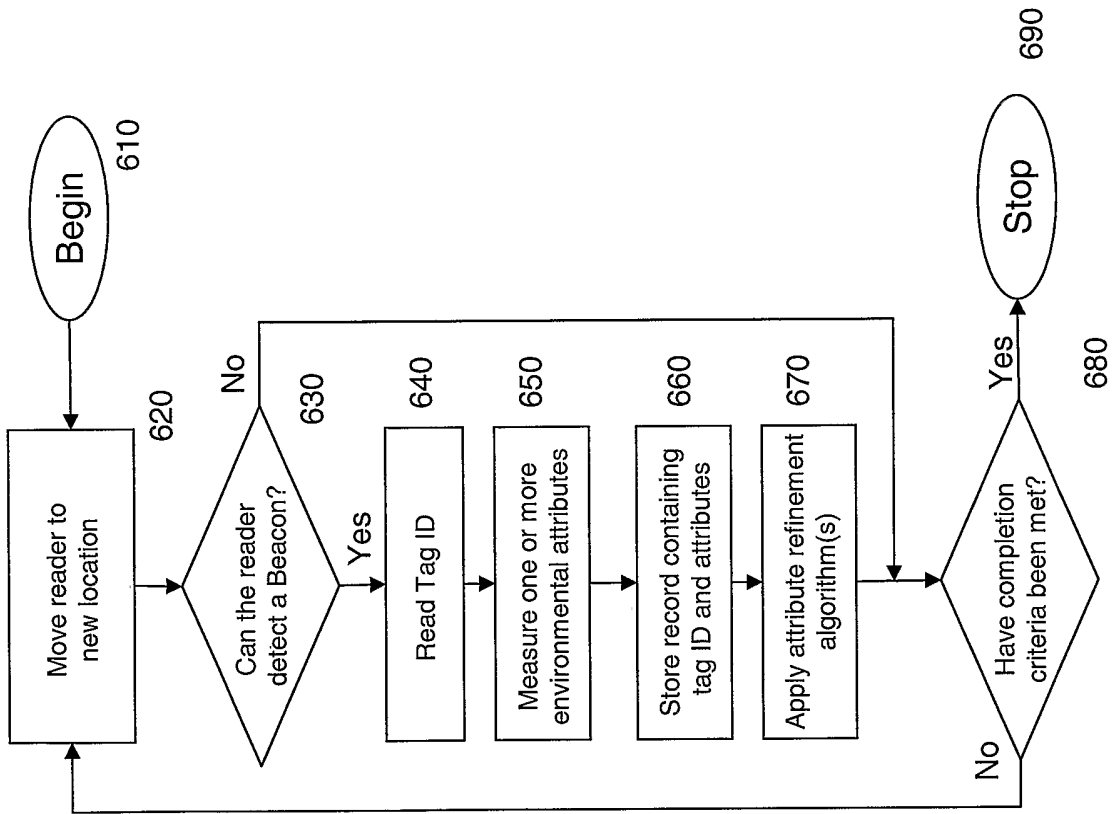 Begin
610
Move reader to
new location
620
Can the reader
detect a Beacon?
No
630
Yes
Read Tag ID
640
Measure one or more
environmental attributes
650
Store record containing
tag ID and attributes
660
Apply attribute refinement
algorithm(s)
670
Have completion
criteria been met?
No
Yes
680
Stop
690